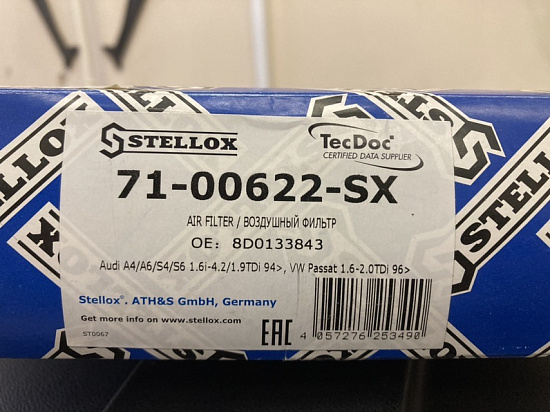 STELLOX
TecDoc
CERTIFIED DATA SUPPLIER
71-00622-SX
AIR FILTER / ВОЗДУШНЫЙ ФИЛЬТР
OE: 8D0133843
Audi A4/A6/S4/S6 1.6i-4.2/1.9TDi 94>, VW Passat 1.6-2.0TDi 96>
Stellox®. ATH&S GmbH, Germany
Get more info on www.stellox.com
ST0067
EAC
4 057276 253490